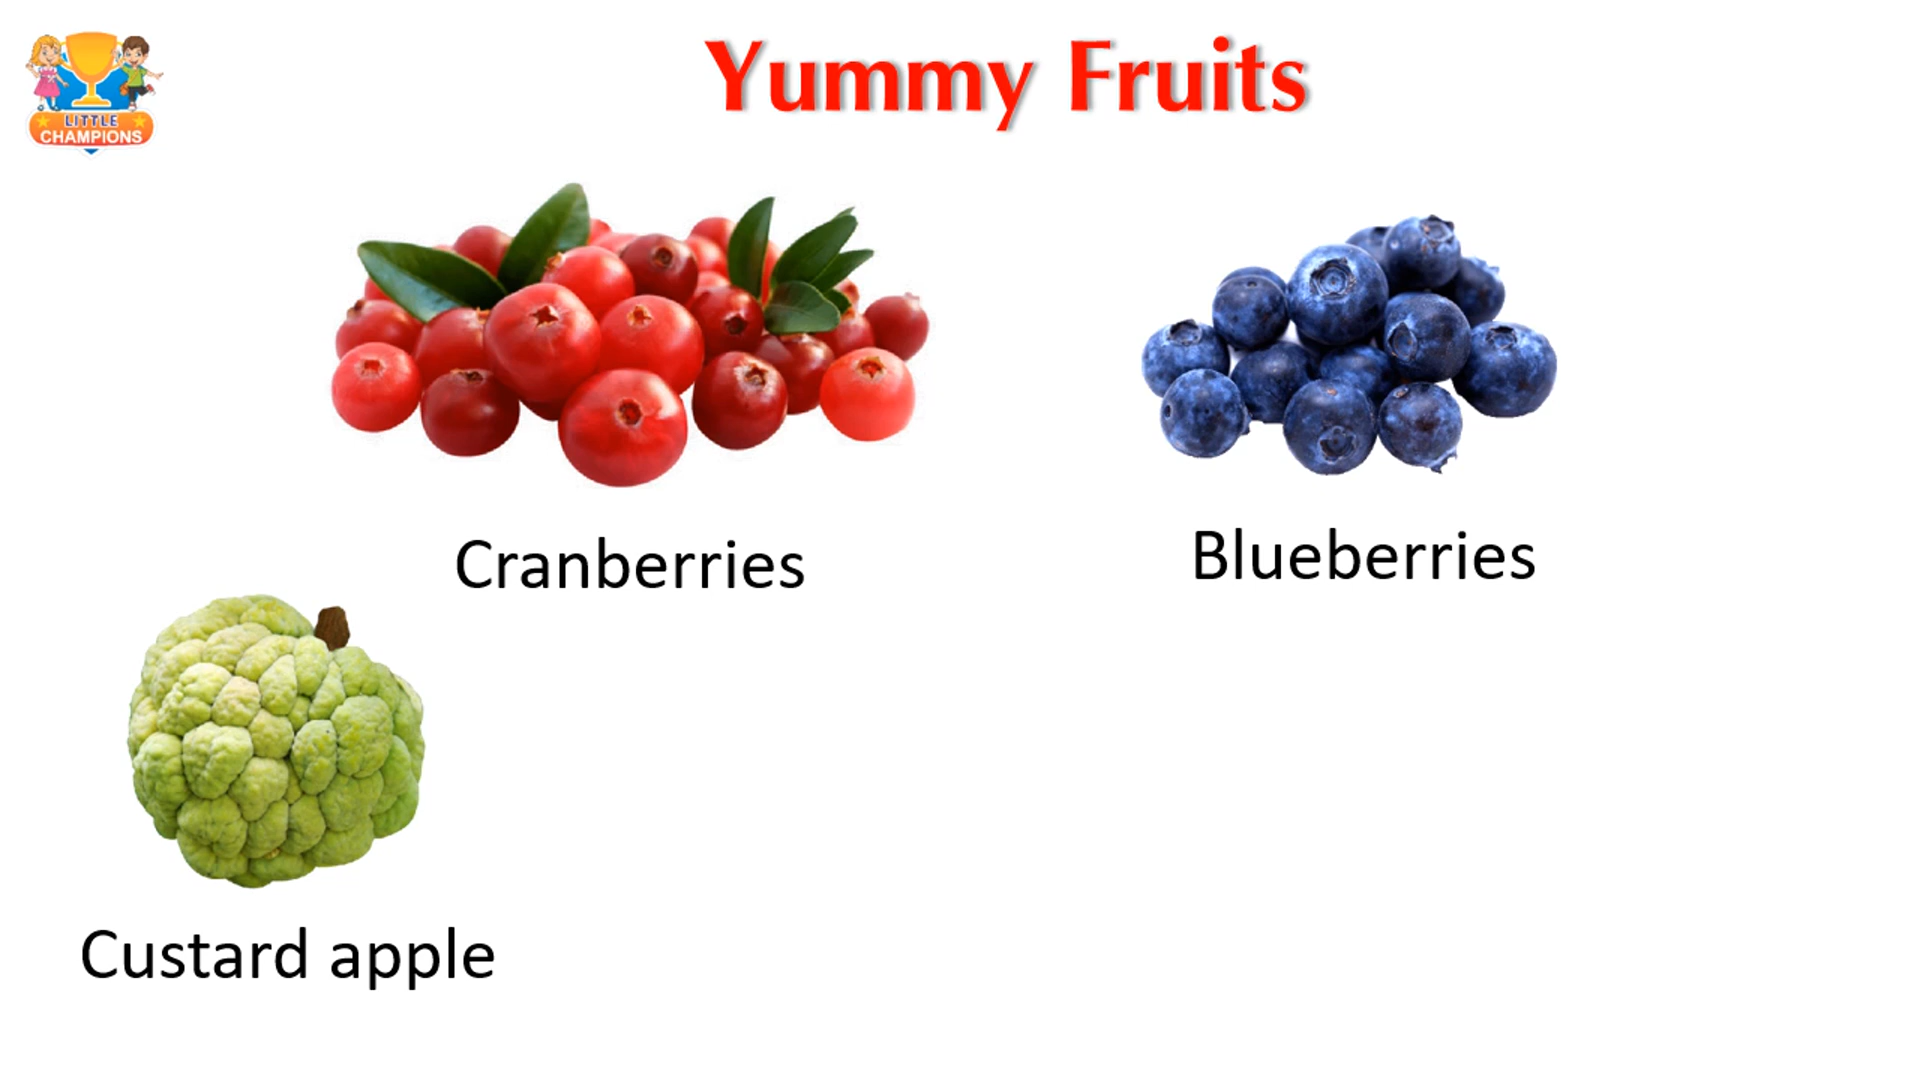 LITTLE
CHAMPIONS
Yummy Fruits
Cranberries
Blueberries
Custard apple